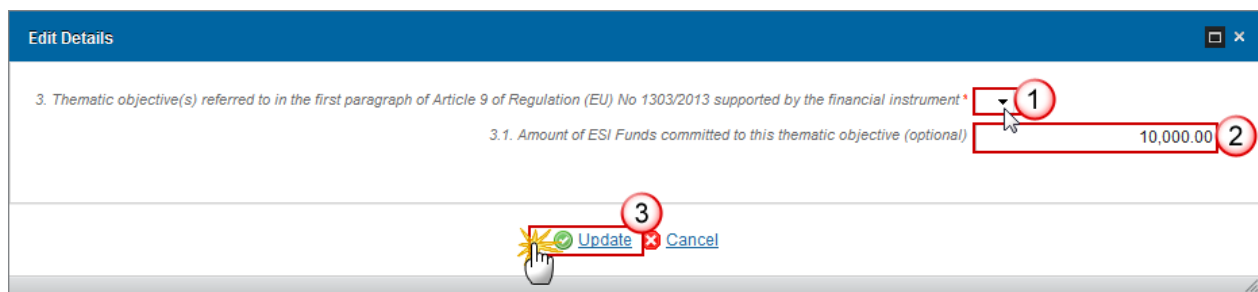 Edit Details
3. Thematic objective(s) referred to in the first paragraph of Article 9 of Regulation (EU) No 1303/2013 supported by the financial instrument * 1
3.1. Amount of ESI Funds committed to this thematic objective (optional) 10,000.00 2
3
Update Cancel